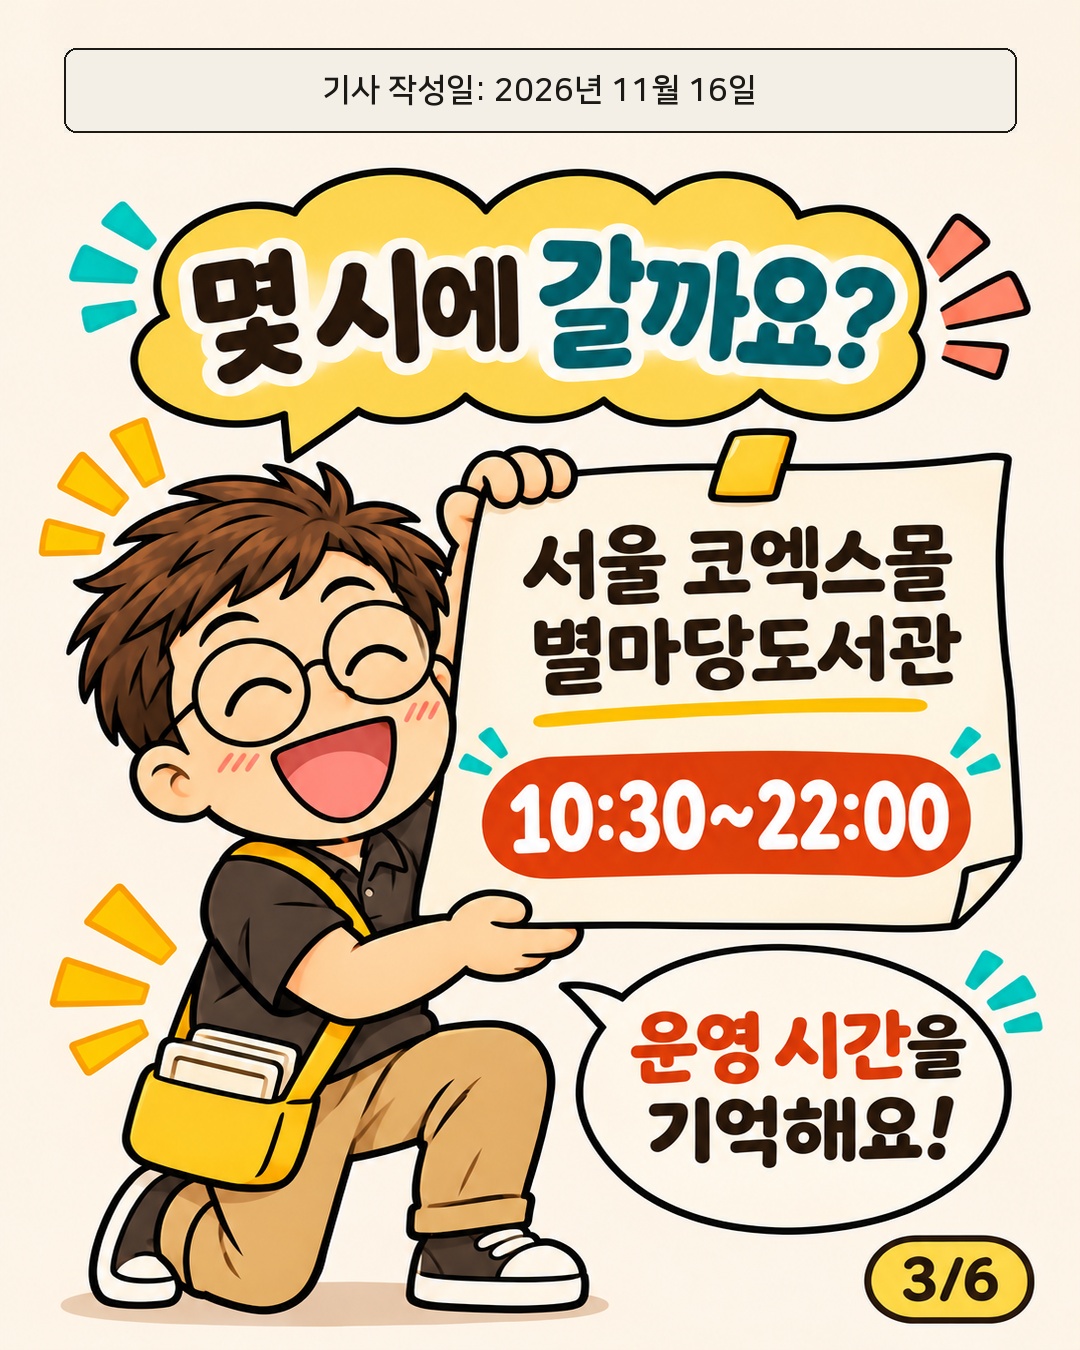 기사 작성일: 2026년 11월 16일
몇 시에 갈까요?
서울 코엑스몰
별마당도서관
10:30~22:00
운영 시간을
기억해요!
3/6